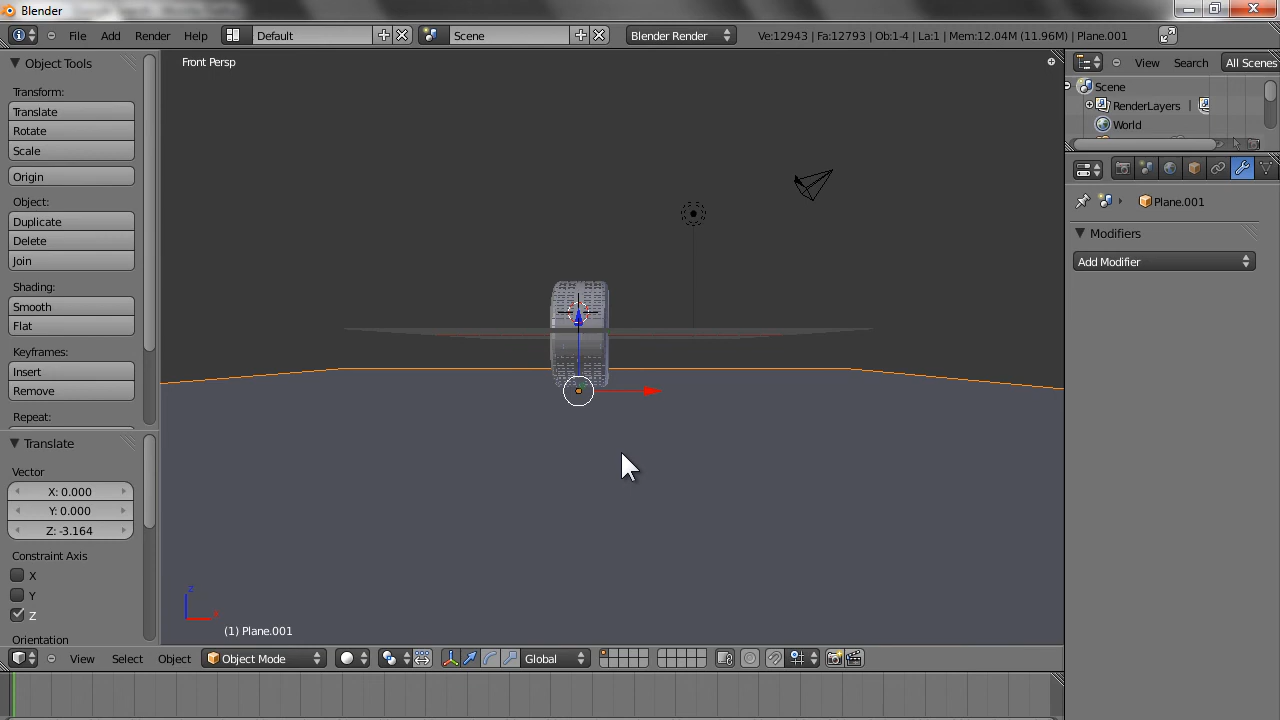 Blender
File Add Render Help Default Scene Blender Render Ve:12943 | Fa:12793 | Ob:1-4 | La:1 | Mem:12.04M (11.96M) | Plane.001
Object Tools
Transform:
Translate
Rotate
Scale
Origin
Object:
Duplicate
Delete
Join
Shading:
Smooth
Flat
Keyframes:
Insert
Remove
Repeat:
Translate
Vector
X: 0.000
Y: 0.000
Z: -3.164
Constraint Axis
X
Y
Z
Orientation
Front Persp
z
x
(1) Plane.001
View Select Object Object Mode Global
View Search All Scenes
Scene
RenderLayers |
World
Plane.001
Modifiers
Add Modifier